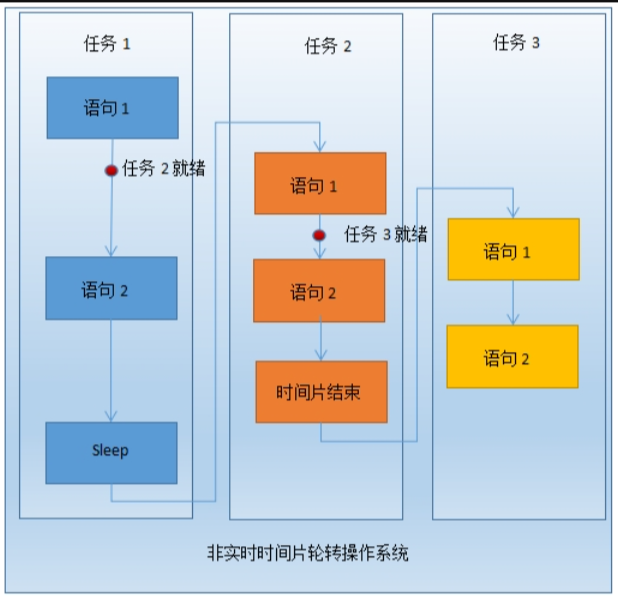 任务 1
语句 1
任务 2 就绪
语句 2
Sleep
任务 2
语句 1
任务 3 就绪
语句 2
时间片结束
任务 3
语句 1
语句 2
非实时时间片轮转操作系统